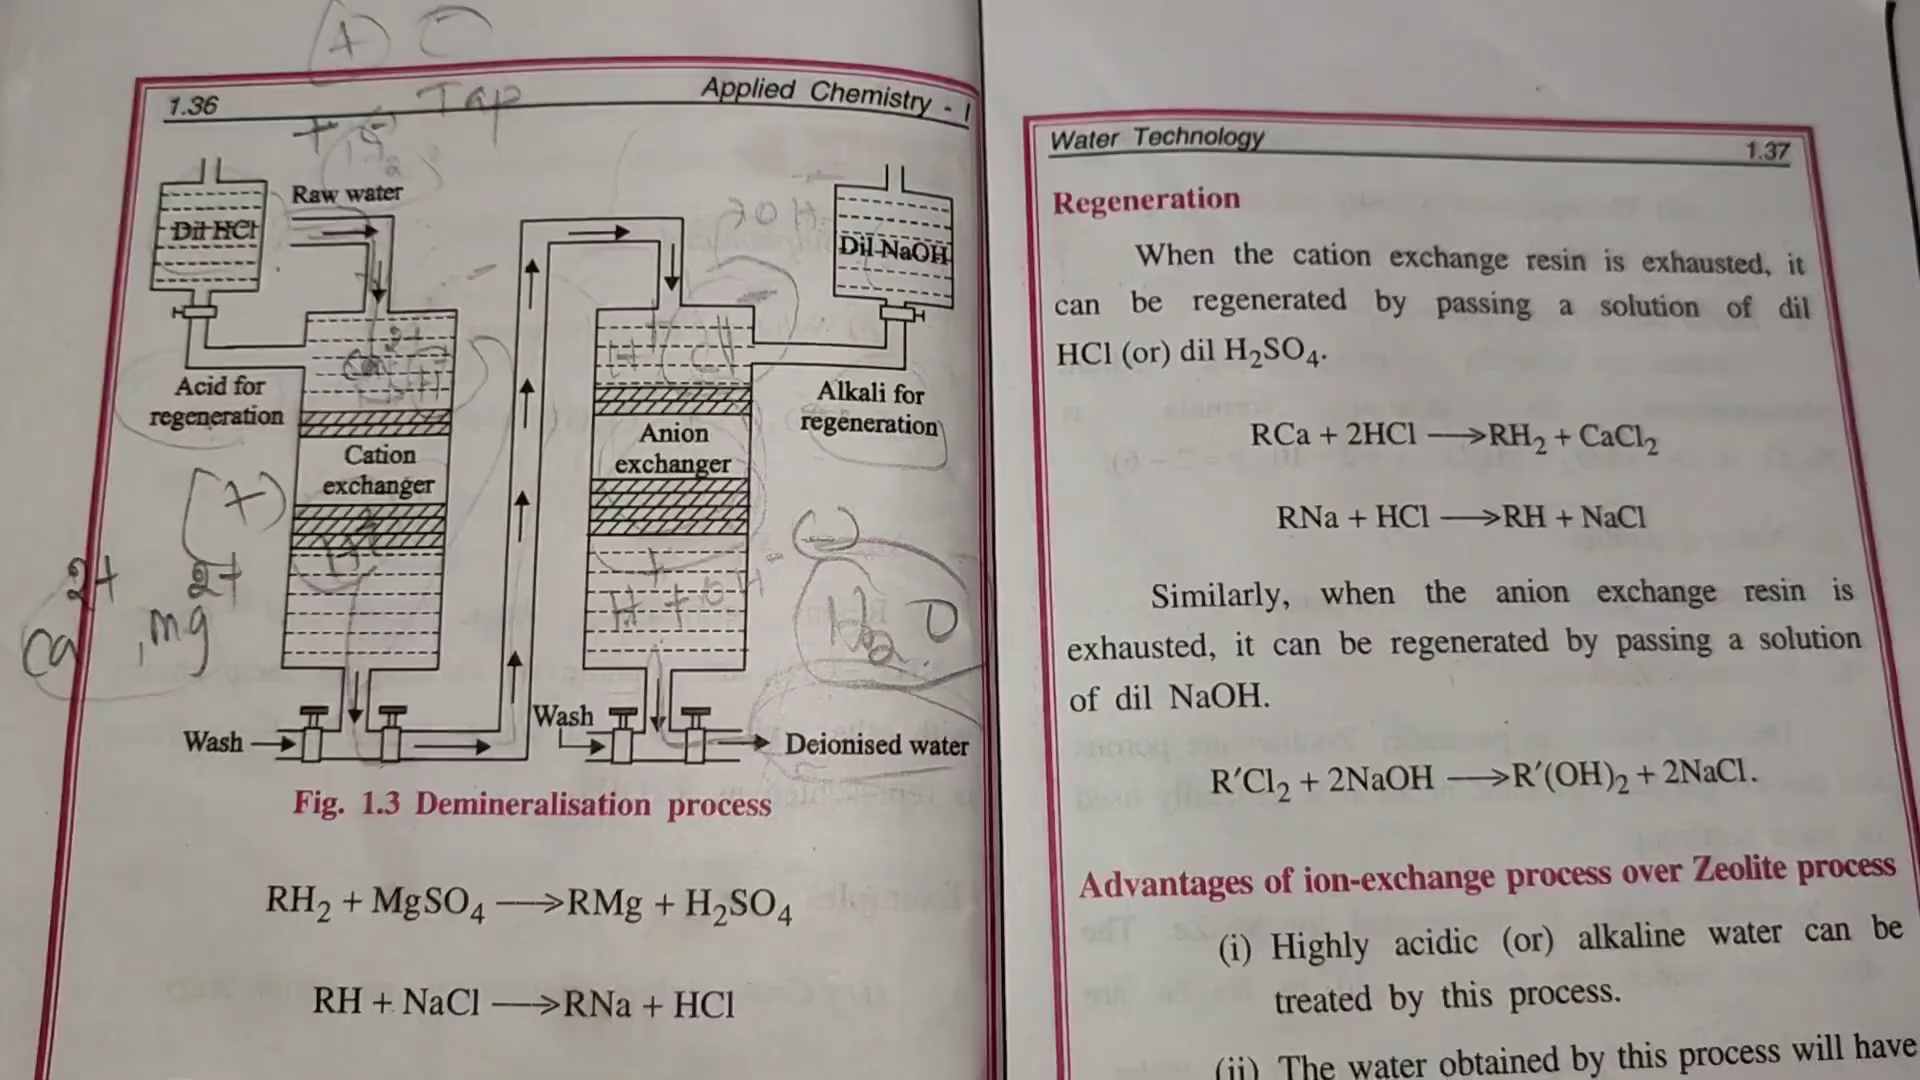 1.36
Applied Chemistry - I
+ -
Tap
Raw water
Dil HCl
Dil NaOH
OH
Acid for
regeneration
Alkali for
regeneration
Cation
exchanger
Anion
exchanger
(+)
(-)
Ca2+, Mg2+
H+ + OH-
H2O
Wash
Wash
Deionised water
Fig. 1.3 Demineralisation process
RH2 + MgSO4 ⟶ RMg + H2SO4
RH + NaCl ⟶ RNa + HCl
Water Technology
1.37
Regeneration
When the cation exchange resin is exhausted, it
can be regenerated by passing a solution of dil
HCl (or) dil H2SO4.
RCa + 2HCl ⟶ RH2 + CaCl2
RNa + HCl ⟶ RH + NaCl
Similarly, when the anion exchange resin is
exhausted, it can be regenerated by passing a solution
of dil NaOH.
R′Cl2 + 2NaOH ⟶ R′(OH)2 + 2NaCl.
Advantages of ion-exchange process over Zeolite process
(i) Highly acidic (or) alkaline water can be
treated by this process.
(ii) The water obtained by this process will have